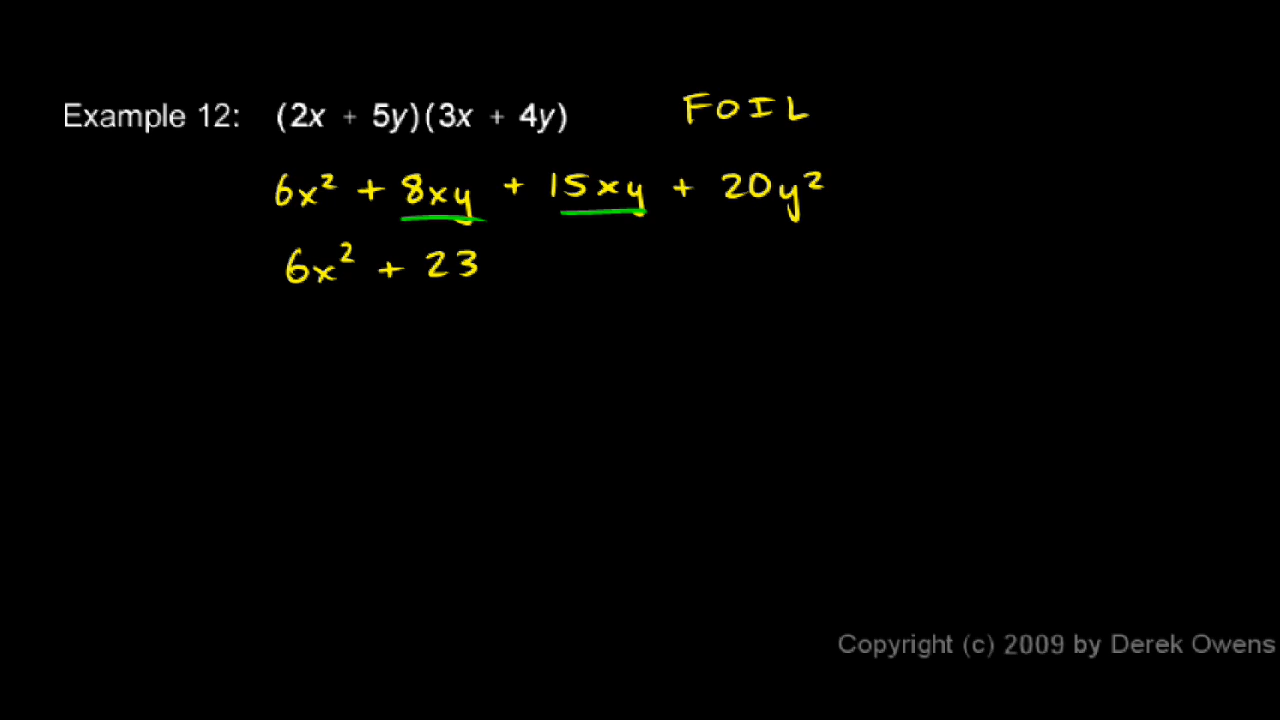 Example 12: (2x + 5y)(3x + 4y) FOIL
6x² + 8xy + 15xy + 20y²
6x² + 23
Copyright (c) 2009 by Derek Owens